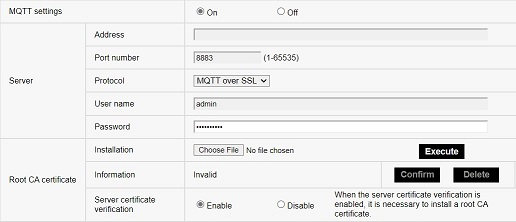 MQTT settings On Off
Address
Port number 8883 (1-65535)
Server Protocol MQTT over SSL
User name admin
Password ••••••••••
Installation Choose File No file chosen Execute
Root CA certificate Information Invalid Confirm Delete
Server certificate verification Enable Disable When the server certificate verification is
enabled, it is necessary to install a root CA
certificate.